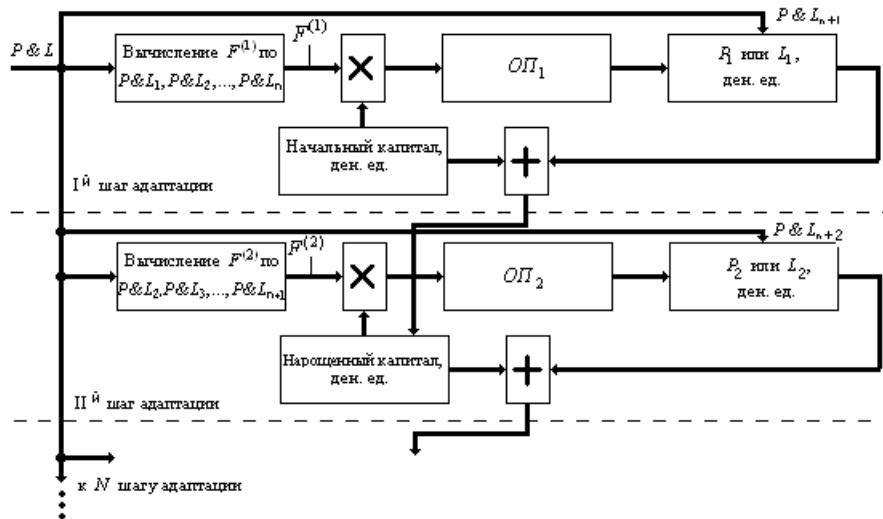 P & L
F⁽¹⁾
P & Lₙ₊₁
Вычисление F⁽¹⁾ по
P&L₁, P&L₂,..., P&Lₙ
×
ОП₁
P₁ или L₁,
ден. ед.
Начальный капитал,
ден. ед.
+
I й шаг адаптации
F⁽²⁾
P & Lₙ₊₂
Вычисление F⁽²⁾ по
P&L₂, P&L₃,..., P&Lₙ₊₁
×
ОП₂
P₂ или L₂,
ден. ед.
Нарощенный капитал,
ден. ед.
+
II й шаг адаптации
к N шагу адаптации